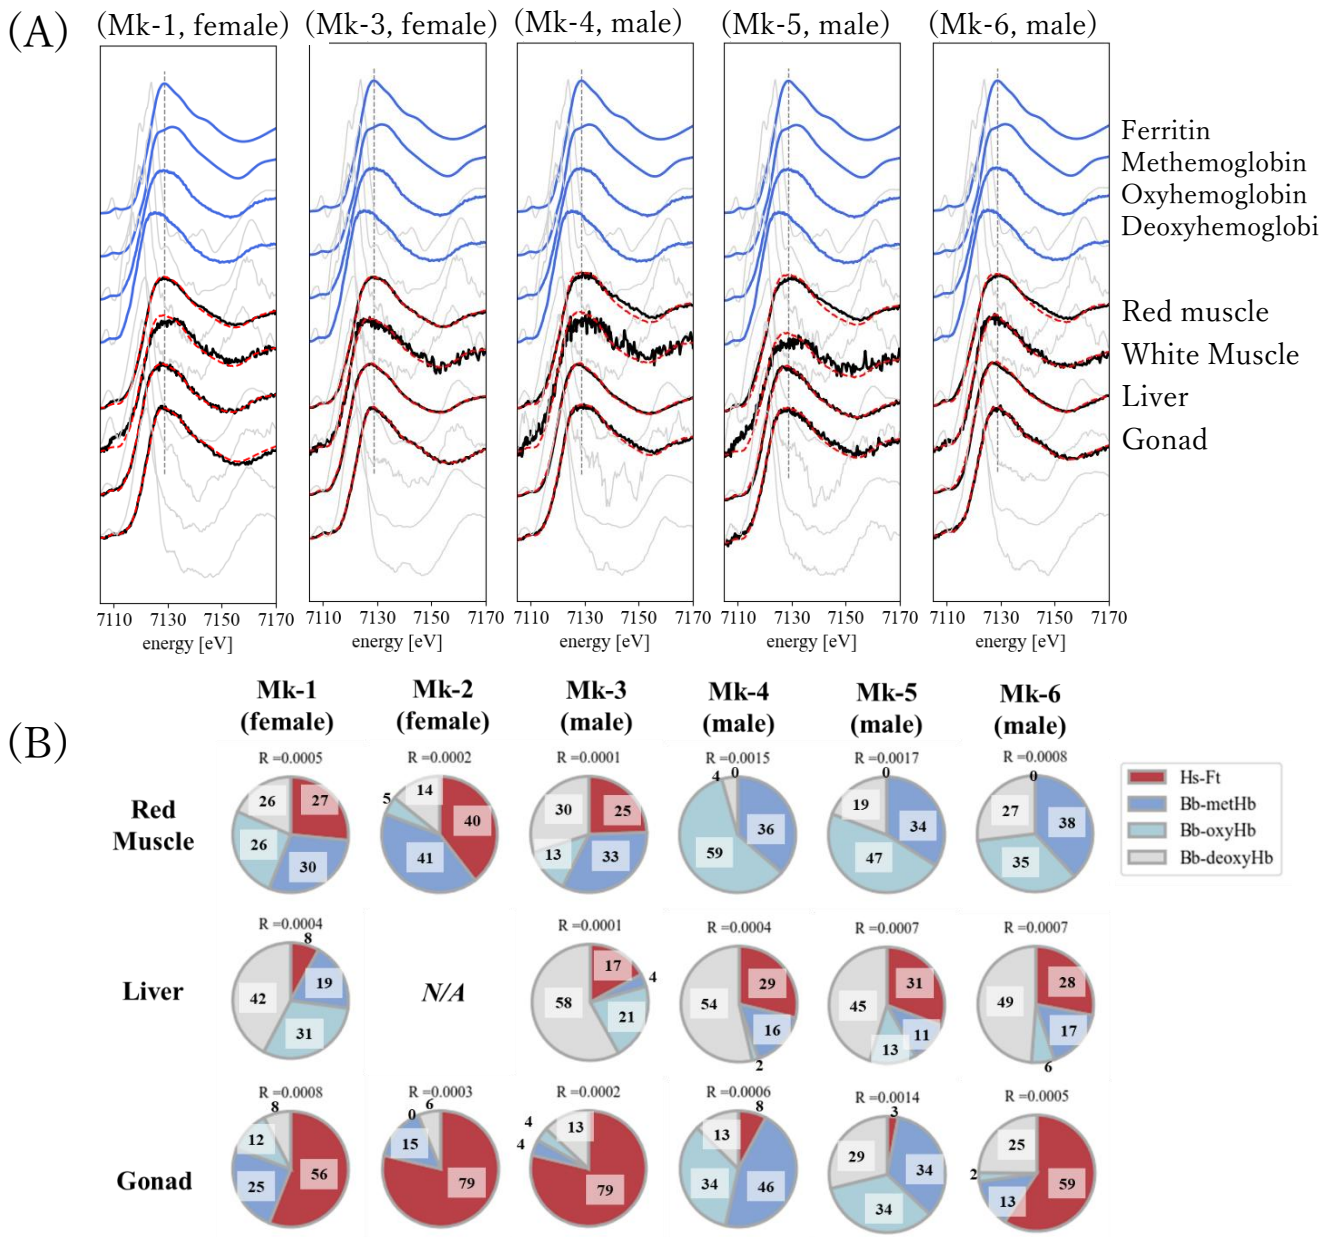 (A)
(Mk-1, female) (Mk-3, female) (Mk-4, male) (Mk-5, male) (Mk-6, male)
Ferritin
Methemoglobin
Oxyhemoglobin
Deoxyhemoglobi
Red muscle
White Muscle
Liver
Gonad
7110 7130 7150 7170 7110 7130 7150 7170 7110 7130 7150 7170 7110 7130 7150 7170 7110 7130 7150 7170
energy [eV] energy [eV] energy [eV] energy [eV] energy [eV]
(B)
Mk-1 Mk-2 Mk-3 Mk-4 Mk-5 Mk-6
(female) (female) (male) (male) (male) (male)
R =0.0005 R =0.0002 R =0.0001 R =0.0015 R =0.0017 R =0.0008
Red
Muscle
26 27 26 30
14 5 40 41
30 25 13 33
4 0 36 59
0 19 34 47
0 27 38 35
Hs-Ft
Bb-metHb
Bb-oxyHb
Bb-deoxyHb
R =0.0004 R =0.0001 R =0.0004 R =0.0007 R =0.0007
Liver
8 19 42 31
N/A
17 4 58 21
29 54 16 2
31 45 11 13
28 49 17 6
R =0.0008 R =0.0003 R =0.0002 R =0.0006 R =0.0014 R =0.0005
Gonad
8 12 56 25
6 0 15 79
4 13 4 79
8 13 34 46
3 29 34 34
25 2 59 13